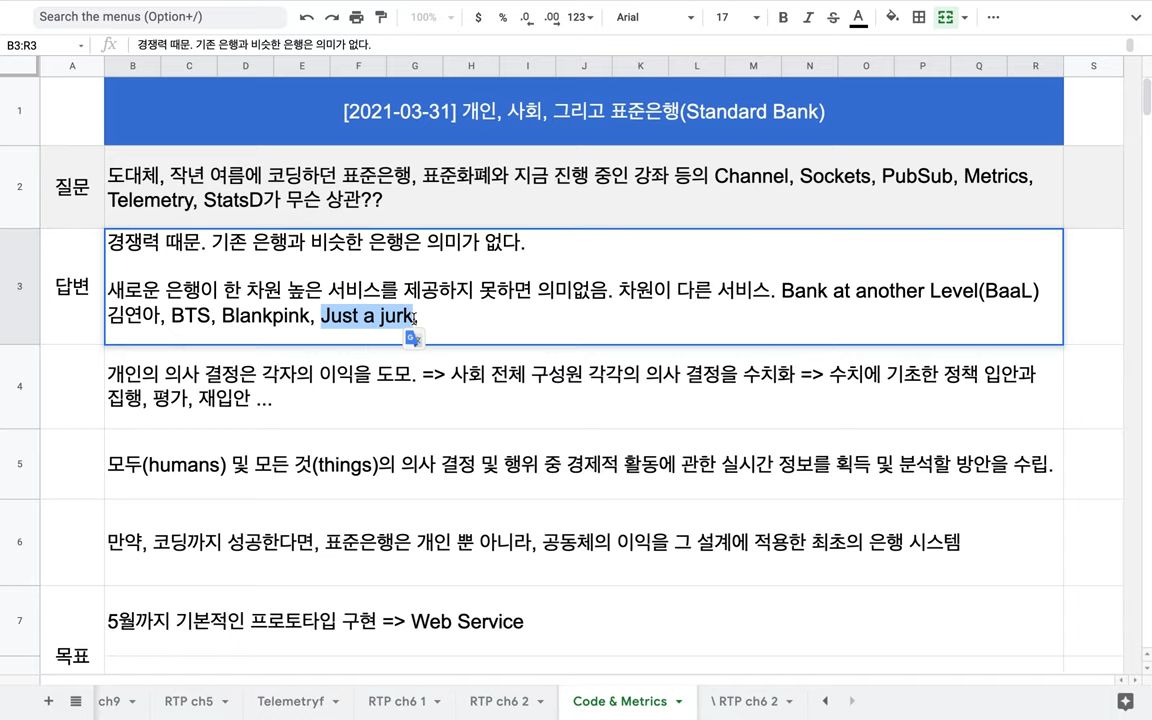 Search the menus (Option+/)
100%
$ % .0 .00 123
Arial
17
B I S A
B3:R3
fx
경쟁력 때문. 기존 은행과 비슷한 은행은 의미가 없다.
A B C D E F G H I J K L M N O P Q R S
1
[2021-03-31] 개인, 사회, 그리고 표준은행(Standard Bank)
2
질문
도대체, 작년 여름에 코딩하던 표준은행, 표준화폐와 지금 진행 중인 강좌 등의 Channel, Sockets, PubSub, Metrics,
Telemetry, StatsD가 무슨 상관??
3
답변
경쟁력 때문. 기존 은행과 비슷한 은행은 의미가 없다.
새로운 은행이 한 차원 높은 서비스를 제공하지 못하면 의미없음. 차원이 다른 서비스. Bank at another Level(BaaL)
김연아, BTS, Blankpink, Just a jurk,
4
개인의 의사 결정은 각자의 이익을 도모. => 사회 전체 구성원 각각의 의사 결정을 수치화 => 수치에 기초한 정책 입안과
집행, 평가, 재입안 ...
5
모두(humans) 및 모든 것(things)의 의사 결정 및 행위 중 경제적 활동에 관한 실시간 정보를 획득 및 분석할 방안을 수립.
6
만약, 코딩까지 성공한다면, 표준은행은 개인 뿐 아니라, 공동체의 이익을 그 설계에 적용한 최초의 은행 시스템
7
5월까지 기본적인 프로토타입 구현 => Web Service
목표
ch9
RTP ch5
Telemetryf
RTP ch6 1
RTP ch6 2
Code & Metrics
\ RTP ch6 2